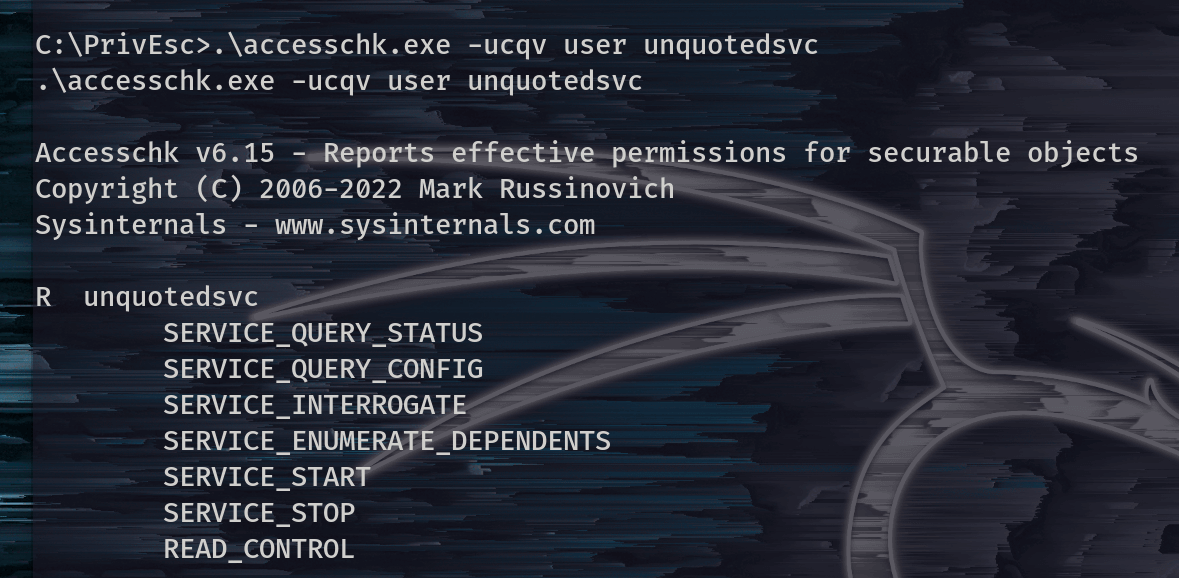 C:\PrivEsc>.\accesschk.exe -ucqv user unquotedsvc
.\accesschk.exe -ucqv user unquotedsvc
Accesschk v6.15 - Reports effective permissions for securable objects
Copyright (C) 2006-2022 Mark Russinovich
Sysinternals - www.sysinternals.com
R  unquotedsvc
SERVICE_QUERY_STATUS
SERVICE_QUERY_CONFIG
SERVICE_INTERROGATE
SERVICE_ENUMERATE_DEPENDENTS
SERVICE_START
SERVICE_STOP
READ_CONTROL